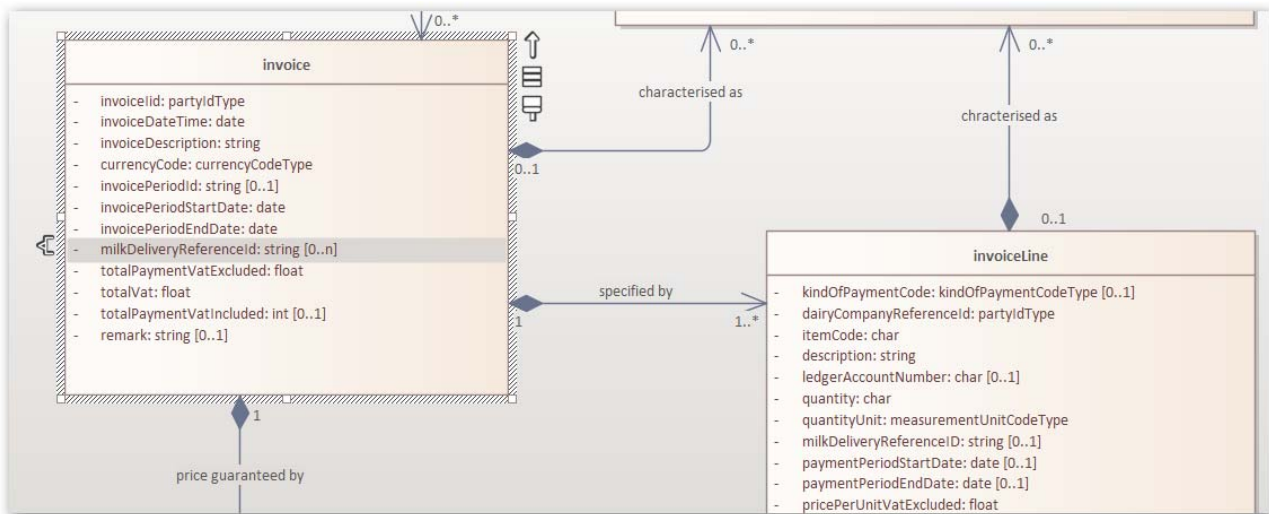 0..*
invoice
- invoiceIid: partyIdType
- invoiceDateTime: date
- invoiceDescription: string
- currencyCode: currencyCodeType
- invoicePeriodId: string [0..1]
- invoicePeriodStartDate: date
- invoicePeriodEndDate: date
- milkDeliveryReferenceId: string [0..n]
- totalPaymentVatExcluded: float
- totalVat: float
- totalPaymentVatIncluded: int [0..1]
- remark: string [0..1]
0..1
characterised as
0..*
0..*
chracterised as
0..1
1
specified by
1..*
1
price guaranteed by
invoiceLine
- kindOfPaymentCode: kindOfPaymentCodeType [0..1]
- dairyCompanyReferenceId: partyIdType
- itemCode: char
- description: string
- ledgerAccountNumber: char [0..1]
- quantity: char
- quantityUnit: measurementUnitCodeType
- milkDeliveryReferenceID: string [0..1]
- paymentPeriodStartDate: date [0..1]
- paymentPeriodEndDate: date [0..1]
- pricePerUnitVatExcluded: float